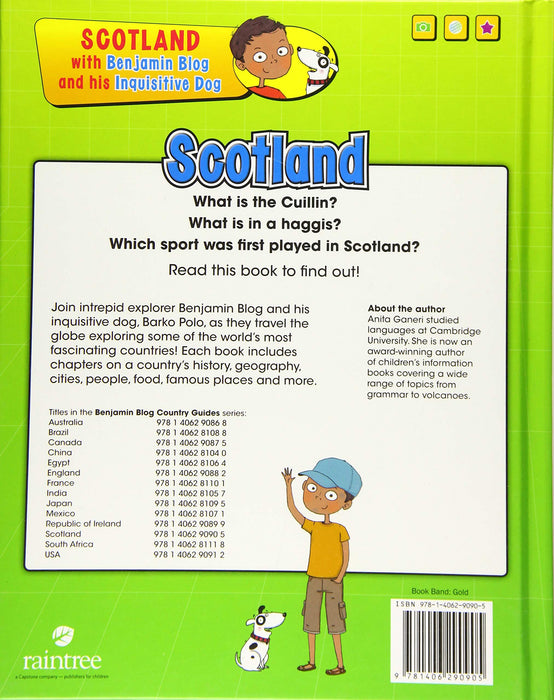 SCOTLAND
with Benjamin Blog
and his Inquisitive Dog
Scotland
What is the Cuillin?
What is in a haggis?
Which sport was first played in Scotland?
Read this book to find out!
Join intrepid explorer Benjamin Blog and his
inquisitive dog, Barko Polo, as they travel the
globe exploring some of the world's most
fascinating countries! Each book includes
chapters on a country's history, geography,
cities, people, food, famous places and more.
About the author
Anita Ganeri studied
languages at Cambridge
University. She is now an
award-winning author
of children's information
books covering a wide
range of topics from
grammar to volcanoes.
Titles in the Benjamin Blog Country Guides series:
Australia 978 1 4062 9086 8
Brazil 978 1 4062 8108 8
Canada 978 1 4062 9087 5
China 978 1 4062 8104 0
Egypt 978 1 4062 8106 4
England 978 1 4062 9088 2
France 978 1 4062 8110 1
India 978 1 4062 8105 7
Japan 978 1 4062 8109 5
Mexico 978 1 4062 8107 1
Republic of Ireland 978 1 4062 9089 9
Scotland 978 1 4062 9090 5
South Africa 978 1 4062 8111 8
USA 978 1 4062 9091 2
Book Band: Gold
ISBN 978-1-4062-9090-5
9 781406 290905
raintree
a Capstone company — publishers for children